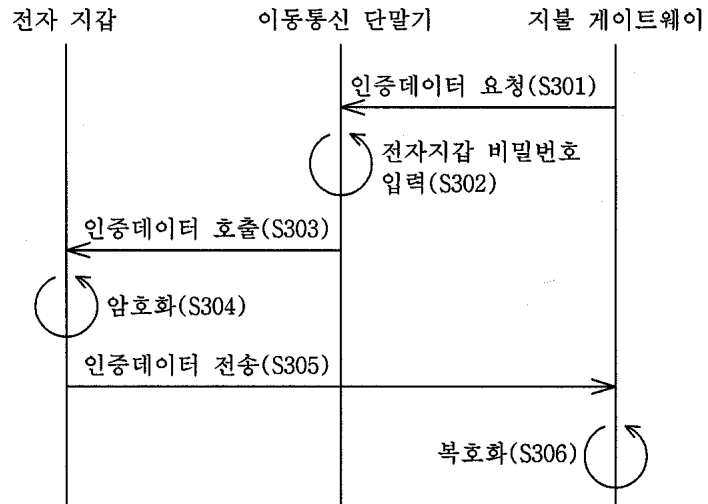 전자 지갑
이동통신 단말기
지불 게이트웨이
인증데이터 요청(S301)
전자지갑 비밀번호
입력(S302)
인증데이터 호출(S303)
암호화(S304)
인증데이터 전송(S305)
복호화(S306)